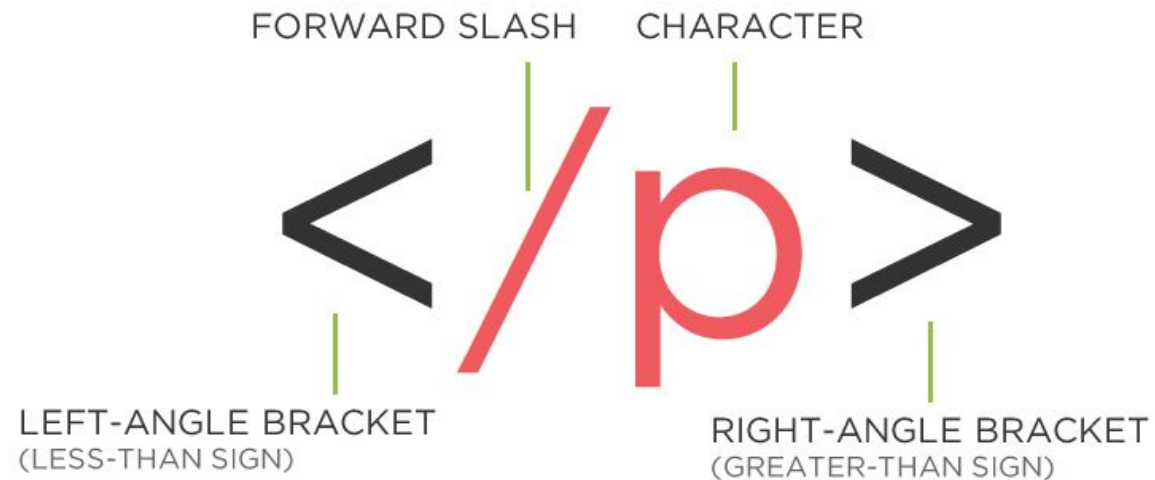 FORWARD SLASH
CHARACTER
</p>
LEFT-ANGLE BRACKET
(LESS-THAN SIGN)
RIGHT-ANGLE BRACKET
(GREATER-THAN SIGN)